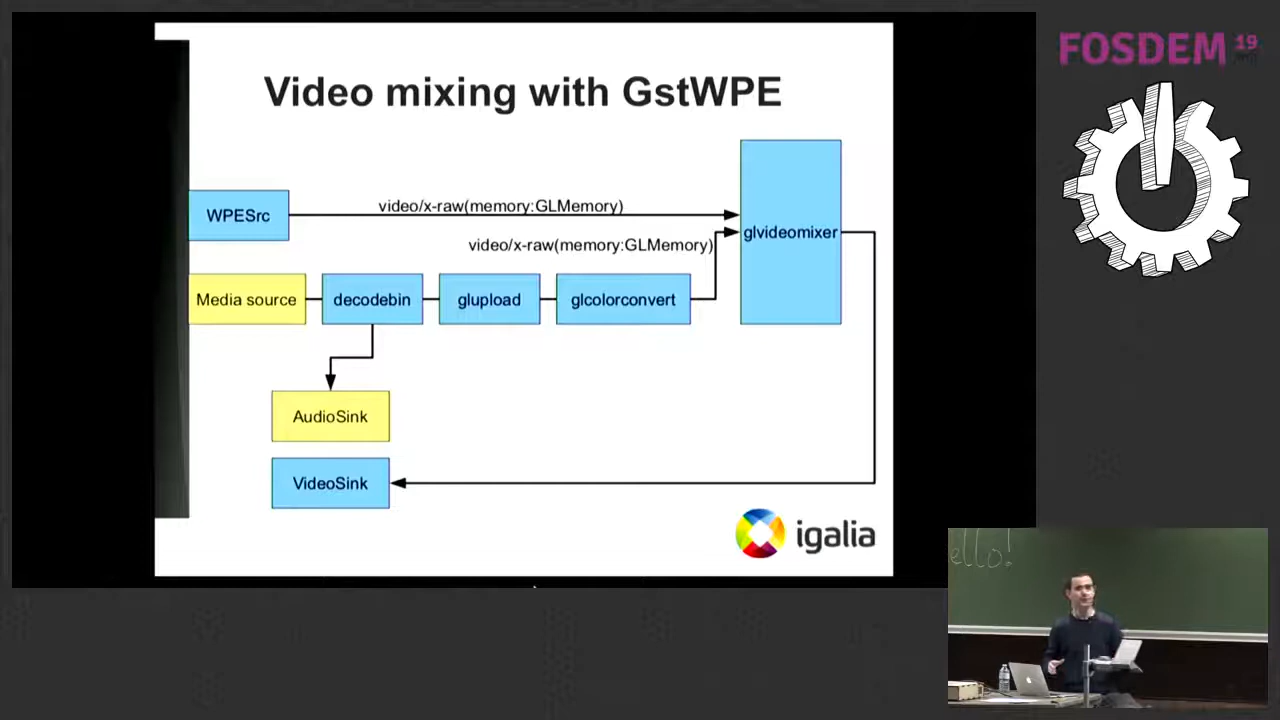 Video mixing with GstWPE
WPESrc
video/x-raw(memory:GLMemory)
video/x-raw(memory:GLMemory)
glvideomixer
Media source
decodebin
glupload
glcolorconvert
AudioSink
VideoSink
igalia
FOSDEM 19
ello!